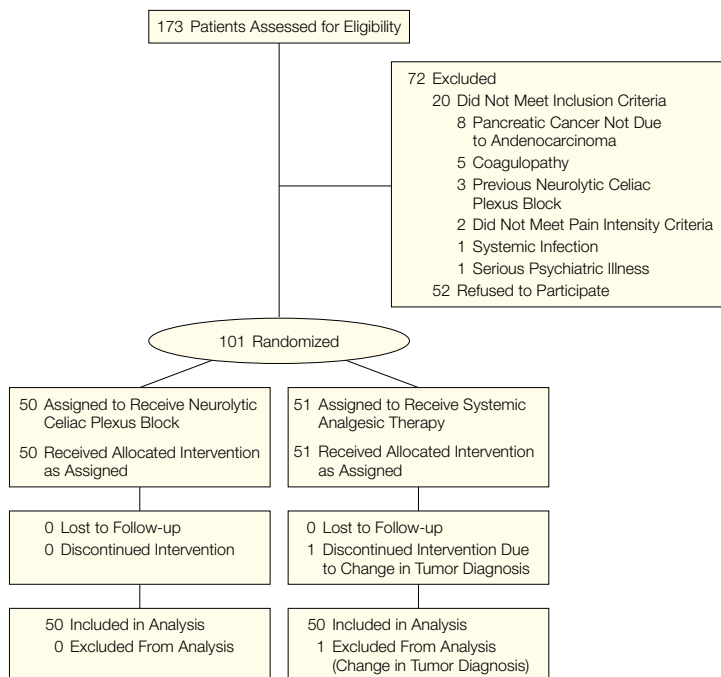 173 Patients Assessed for Eligibility
72 Excluded
20 Did Not Meet Inclusion Criteria
8 Pancreatic Cancer Not Due
to Andenocarcinoma
5 Coagulopathy
3 Previous Neurolytic Celiac
Plexus Block
2 Did Not Meet Pain Intensity Criteria
1 Systemic Infection
1 Serious Psychiatric Illness
52 Refused to Participate
101 Randomized
50 Assigned to Receive Neurolytic
Celiac Plexus Block
50 Received Allocated Intervention
as Assigned
51 Assigned to Receive Systemic
Analgesic Therapy
51 Received Allocated Intervention
as Assigned
0 Lost to Follow-up
0 Discontinued Intervention
0 Lost to Follow-up
1 Discontinued Intervention Due
to Change in Tumor Diagnosis
50 Included in Analysis
0 Excluded From Analysis
50 Included in Analysis
1 Excluded From Analysis
(Change in Tumor Diagnosis)